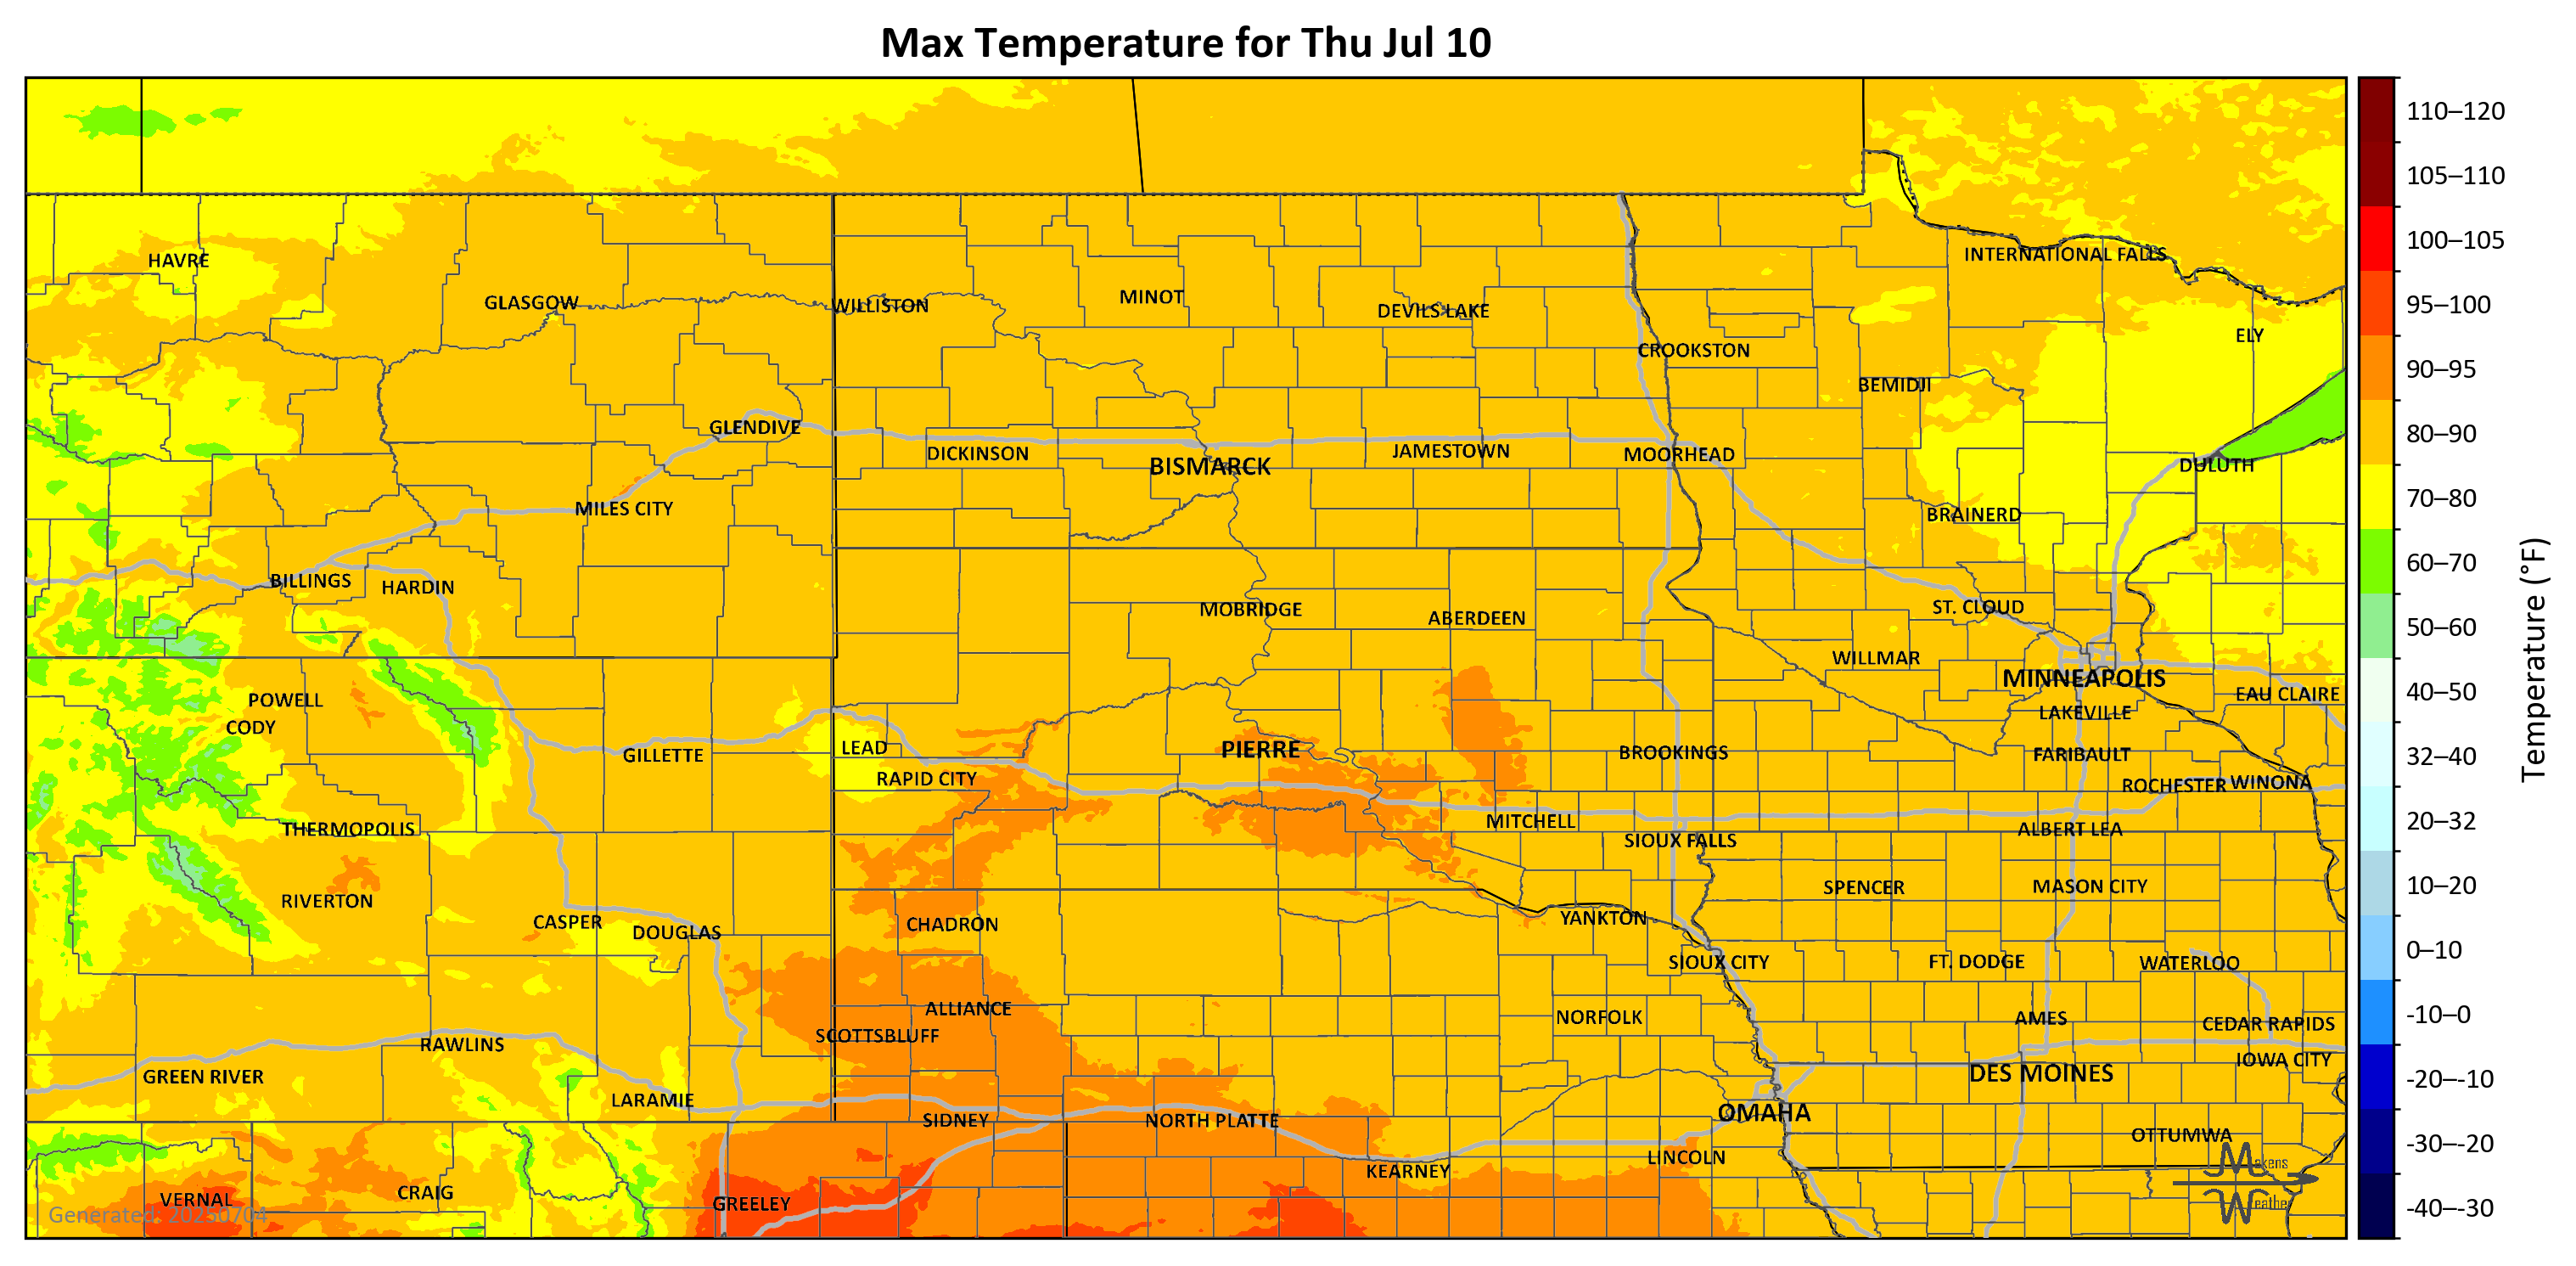 Max Temperature for Thu Jul 10
110–120
105–110
100–105
95–100
90–95
80–90
70–80
60–70
50–60
40–50
32–40
20–32
10–20
0–10
-10–0
-20–-10
-30–-20
-40–-30
Temperature (°F)
HAVRE
INTERNATIONAL FALLS
GLASGOW
WILLISTON
MINOT
DEVILS LAKE
ELY
CROOKSTON
BEMIDJI
GLENDIVE
DICKINSON
BISMARCK
JAMESTOWN
MOORHEAD
DULUTH
MILES CITY
BRAINERD
BILLINGS
HARDIN
MOBRIDGE
ABERDEEN
ST. CLOUD
WILLMAR
MINNEAPOLIS
POWELL
EAU CLAIRE
CODY
LAKEVILLE
GILLETTE
LEAD
PIERRE
BROOKINGS
FARIBAULT
RAPID CITY
ROCHESTER
WINONA
THERMOPOLIS
MITCHELL
SIOUX FALLS
ALBERT LEA
RIVERTON
SPENCER
MASON CITY
CASPER
DOUGLAS
CHADRON
YANKTON
SIOUX CITY
FT. DODGE
WATERLOO
ALLIANCE
NORFOLK
AMES
CEDAR RAPIDS
SCOTTSBLUFF
RAWLINS
IOWA CITY
GREEN RIVER
DES MOINES
LARAMIE
SIDNEY
NORTH PLATTE
OMAHA
OTTUMWA
LINCOLN
KEARNEY
VERNAL
CRAIG
GREELEY
Generated: 20250704
Makens
Weather